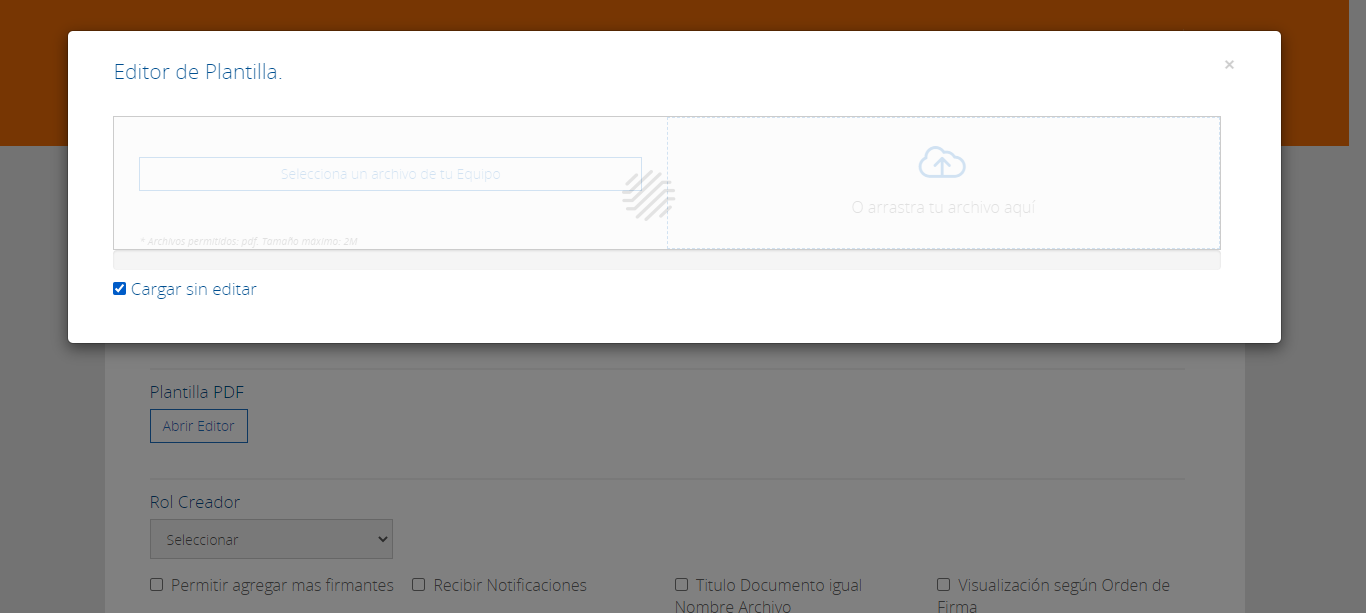 Editor de Plantilla.
×
Selecciona un archivo de tu Equipo
O arrastra tu archivo aquí
* Archivos permitidos: pdf. Tamaño maximo: 2M
Cargar sin editar
Plantilla PDF
Abrir Editor
Rol Creador
Seleccionar
Permitir agregar mas firmantes
Recibir Notificaciones
Titulo Documento igual
Nombre Archivo
Visualización según Orden de
Firma